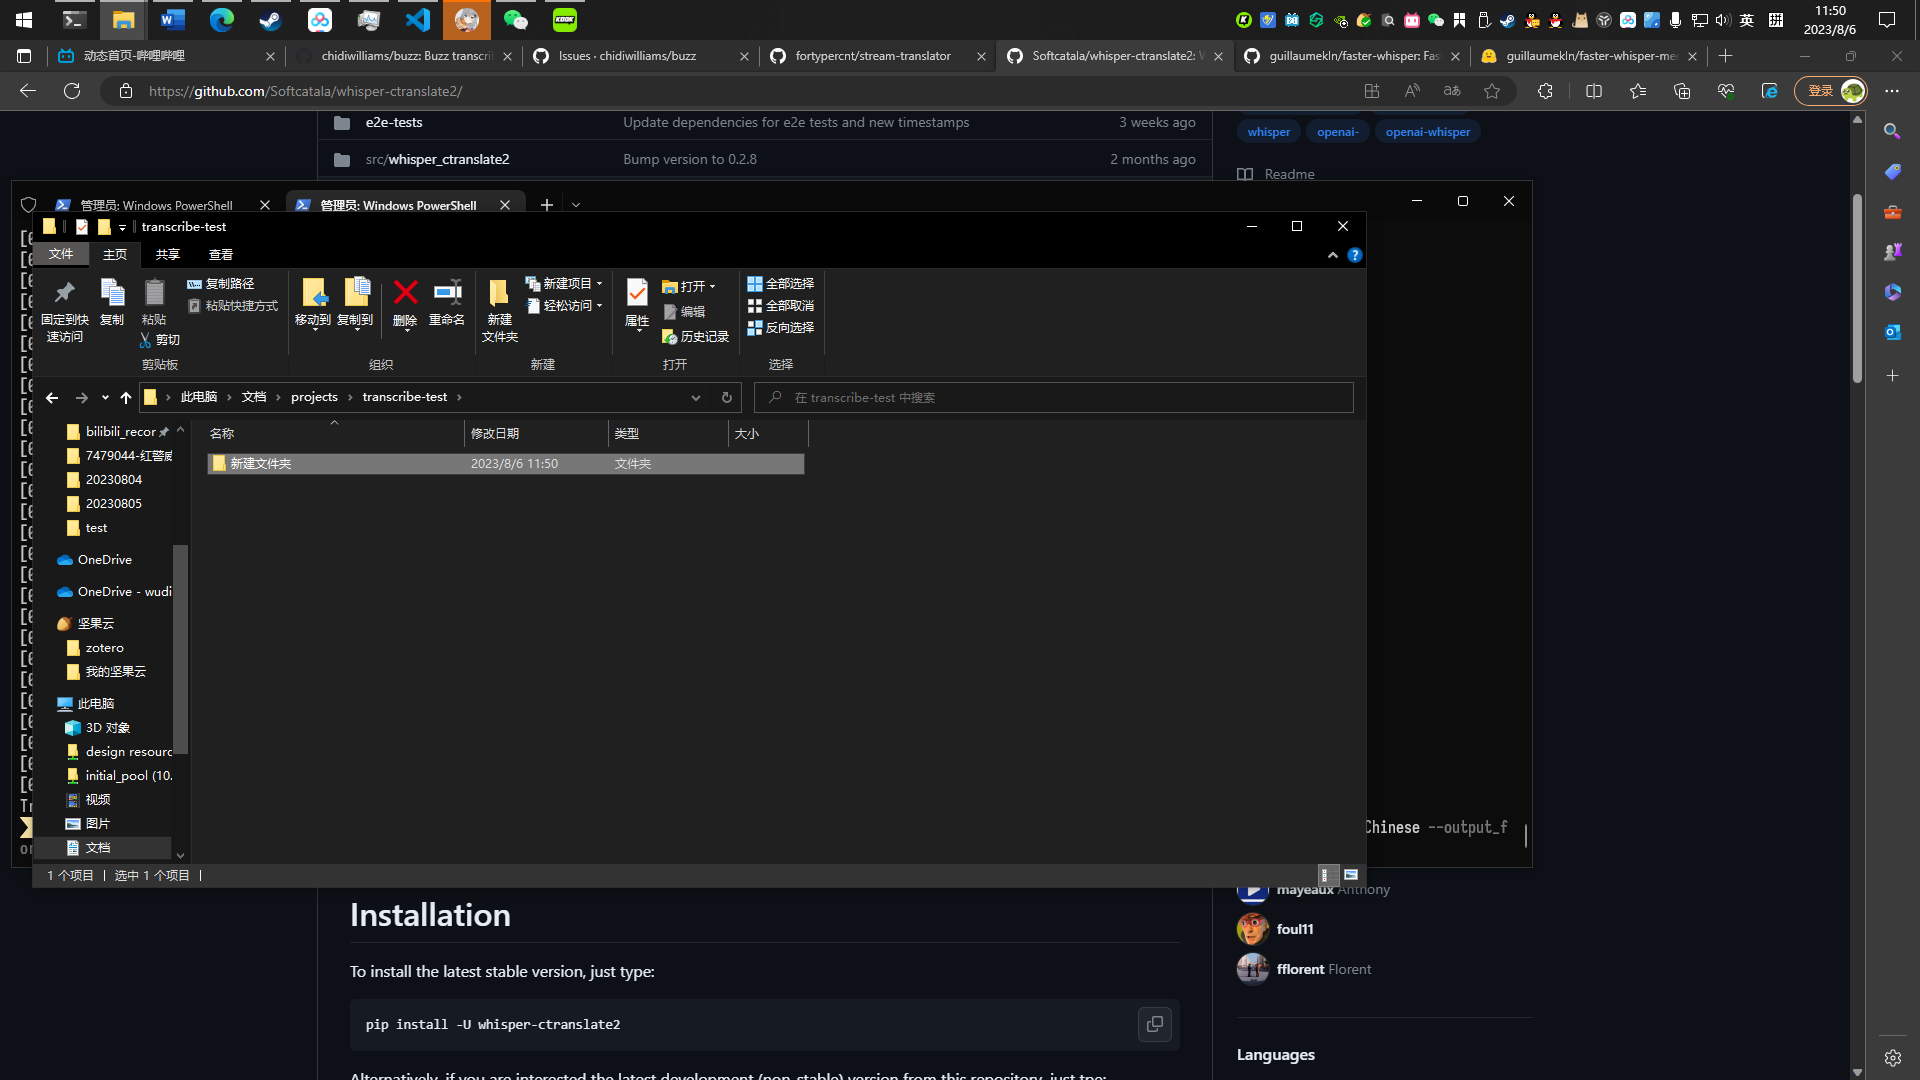 11:50
英
2023/8/6
动态首页-哔哩哔哩
chidiwilliams/buzz: Buzz transcri
Issues · chidiwilliams/buzz
fortypercnt/stream-translator
Softcatala/whisper-ctranslate2: W
guillaumekln/faster-whisper: Fas
guillaumekln/faster-whisper-me
https://github.com/Softcatala/whisper-ctranslate2/
登录
e2e-tests
Update dependencies for e2e tests and new timestamps
3 weeks ago
whisper
openai-
openai-whisper
src/whisper_ctranslate2
Bump version to 0.2.8
2 months ago
Readme
管理员: Windows PowerShell
管理员: Windows PowerShell
transcribe-test
文件
主页
共享
查看
固定到快
速访问
复制
粘贴
复制路径
粘贴快捷方式
剪切
剪贴板
移动到
复制到
删除
重命名
组织
新建
文件夹
新建项目
轻松访问
新建
属性
打开
编辑
历史记录
打开
全部选择
全部取消
反向选择
选择
此电脑 › 文档 › projects › transcribe-test ›
在 transcribe-test 中搜索
名称
修改日期
类型
大小
新建文件夹
2023/8/6 11:50
文件夹
bilibili_recor
7479044-红警威
20230804
20230805
test
OneDrive
OneDrive - wudi
坚果云
zotero
我的坚果云
此电脑
3D 对象
design resourc
initial_pool (10.
视频
图片
文档
Chinese --output_f
1 个项目
选中 1 个项目
mayeaux Anthony
foul11
fflorent Florent
Installation
To install the latest stable version, just type:
pip install -U whisper-ctranslate2
Alternatively, if you are interested the latest development (non-stable) version from this repository, just tpe:
Languages